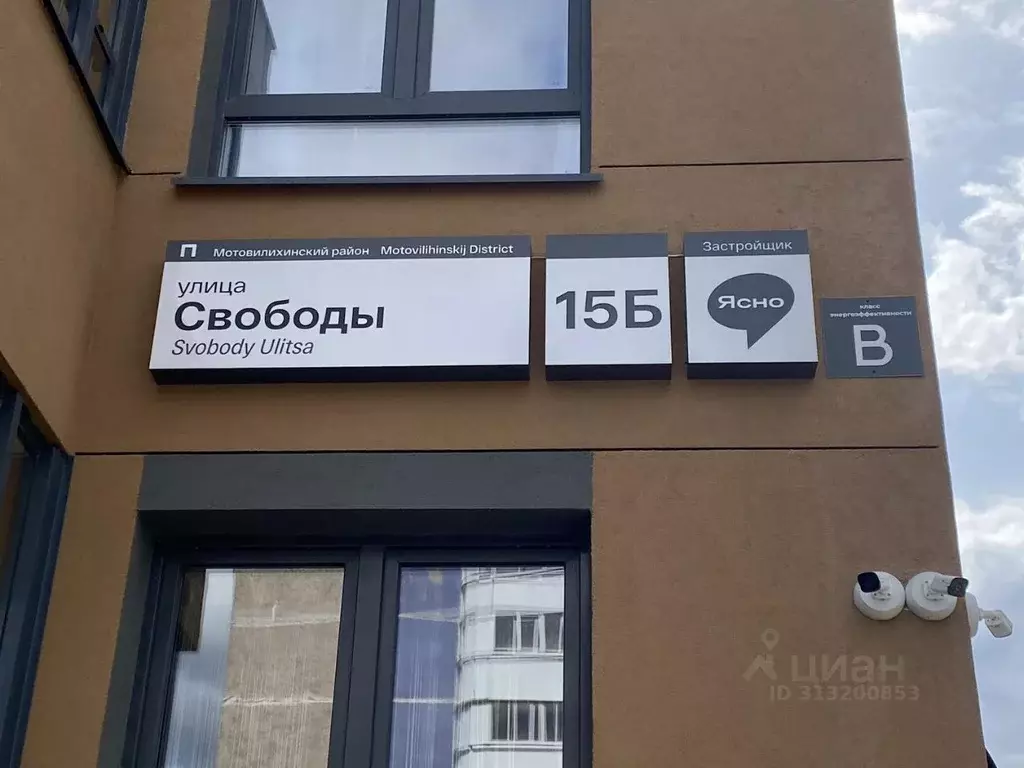 П Мотовилихинский район Motovilihinskij District
улица
Свободы
Svobody Ulitsa
15Б
Застройщик
Ясно
класс
энергоэффективности
B
циан
ID 313200853